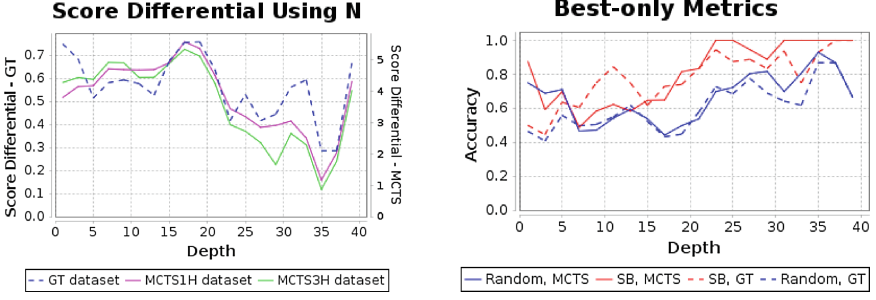 Score Differential Using N
Score Differential - GT
0.7
0.6
0.5
0.4
0.3
0.2
0.1
0.0
0 5 10 15 20 25 30 35 40
Depth
5
4
3
2
1
0
Score Differential - MCTS
GT dataset MCTS1H dataset MCTS3H dataset
Best-only Metrics
Accuracy
1.0
0.8
0.6
0.4
0.2
0.0
0 5 10 15 20 25 30 35 40
Depth
Random, MCTS SB, MCTS SB, GT Random, GT